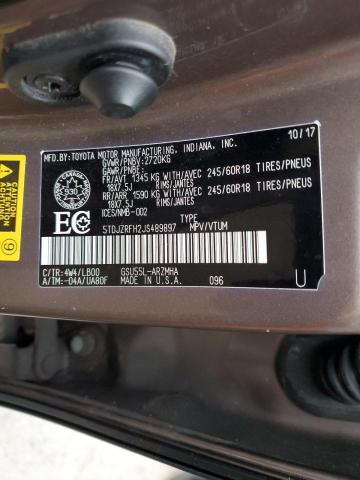 MFD.BY:TOYOTA MOTOR MANUFACTURING, INDIANA, INC. 10/17
GVWR/PNBV:2720KG
GAWR/PNBE:
FR/AVT 1345 KG WITH/AVEC 245/60R18 TIRES/PNEUS
18X7.5J RIMS/JANTES
RR/ARR 1590 KG WITH/AVEC 245/60R18 TIRES/PNEUS
18X7.5J RIMS/JANTES
ICES/NMB-002
TYPE
5TDJZRFH2JS489897 MPV/VTUM
930
EC
C/TR:4W4/LB00 GSU55L-ARZMHA
A/TM:-04A/UA80F MADE IN U.S.A. 096 U
9